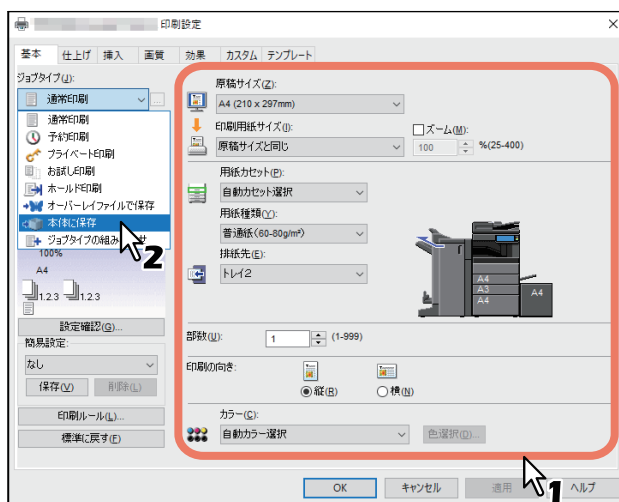 印刷設定
基本 仕上げ 挿入 画質 効果 カスタム テンプレート
ジョブタイプ(J):
通常印刷
...
通常印刷
予約印刷
プライベート印刷
お試し印刷
ホールド印刷
オーバーレイファイルで保存
本体に保存
ジョブタイプの組み
2
100%
A4
1.2.3 1.2.3
設定確認(G)...
簡易設定:
なし
保存(V) 削除(L)
印刷ルール(L)...
標準に戻す(F)
原稿サイズ(Z):
A4 (210 x 297mm)
印刷用紙サイズ(I):
原稿サイズと同じ
ズーム(M):
100 %(25-400)
用紙カセット(P):
自動カセット選択
用紙種類(Y):
普通紙(60-80g/m²)
排紙先(E):
トレイ2
A4
A3
A4
A4
部数(U): 1 (1-999)
印刷の向き:
縦(R) 横(N)
カラー(C):
自動カラー選択 色選択(O)...
1
OK キャンセル 適用 ヘルプ